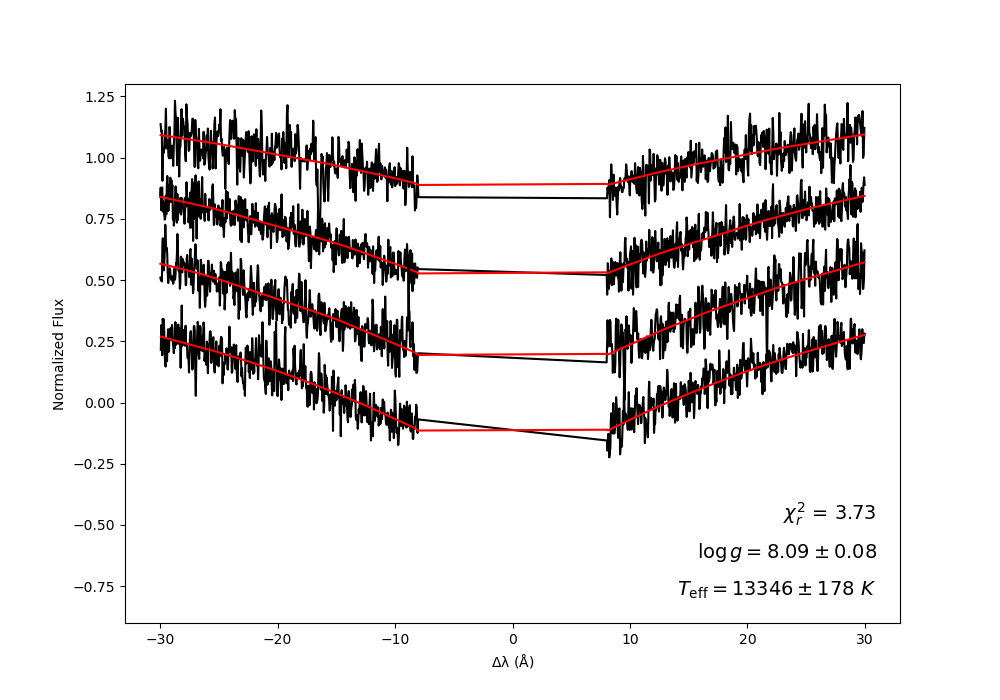 1.25
1.00
0.75
0.50
0.25
0.00
−0.25
−0.50
−0.75
Normalized Flux
χ²ᵣ = 3.73
log g = 8.09 ± 0.08
T_eff = 13346 ± 178 K
−30 −20 −10 0 10 20 30
Δλ (Å)